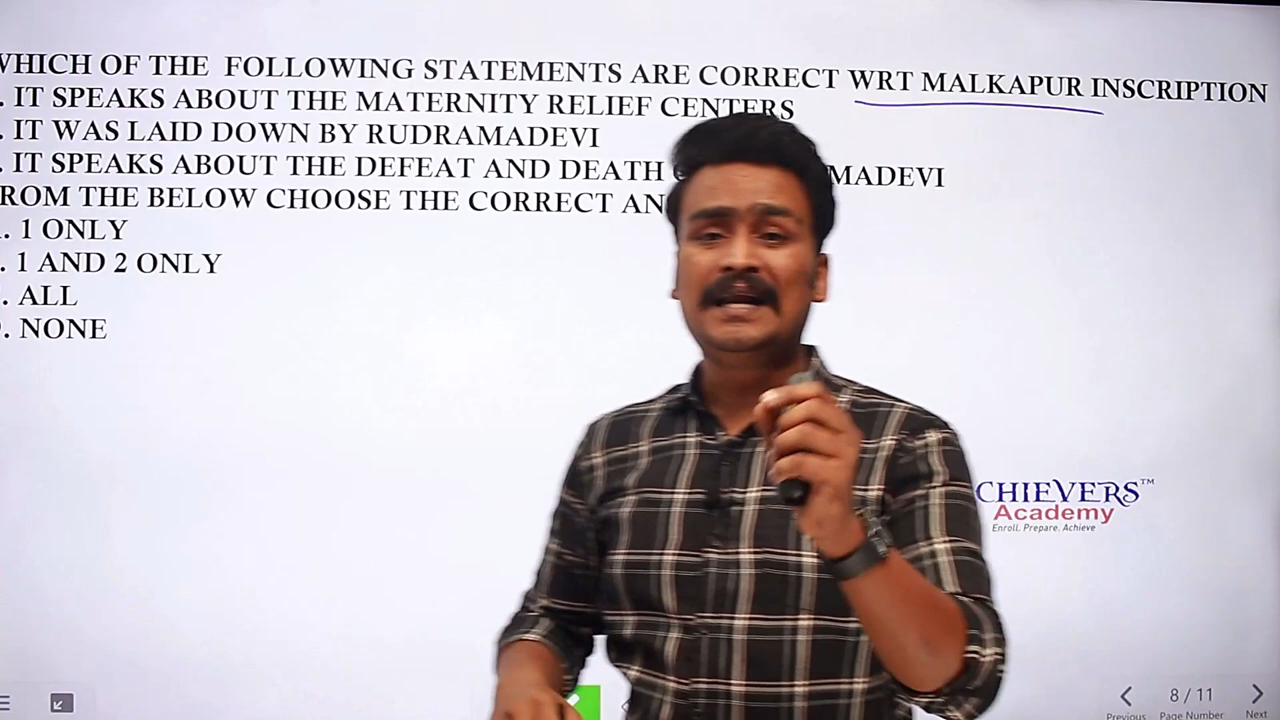 WHICH OF THE FOLLOWING STATEMENTS ARE CORRECT WRT MALKAPUR INSCRIPTION
. IT SPEAKS ABOUT THE MATERNITY RELIEF CENTERS
. IT WAS LAID DOWN BY RUDRAMADEVI
. IT SPEAKS ABOUT THE DEFEAT AND DEATH MADEVI
ROM THE BELOW CHOOSE THE CORRECT AN
. 1 ONLY
. 1 AND 2 ONLY
. ALL
. NONE
CHIEVERS™
Academy
Enroll. Prepare. Achieve
8 / 11
Previous Page Number Next